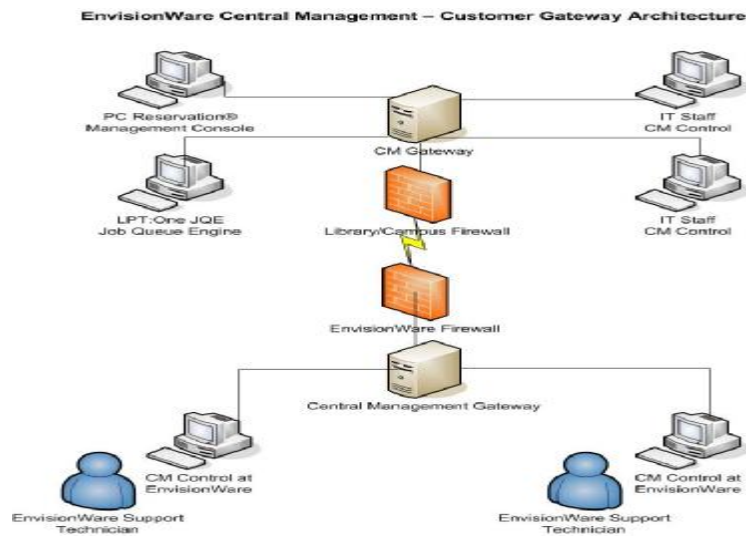 EnvisionWare Central Management – Customer Gateway Architecture
PC Reservation®
Management Console
CM Gateway
IT Staff
CM Control
LPT:One JQE
Job Queue Engine
Library/Campus Firewall
IT Staff
CM Control
EnvisionWare Firewall
Central Management Gateway
CM Control at
EnvisionWare
CM Control at
EnvisionWare
EnvisionWare Support
Technician
EnvisionWare Support
Technician